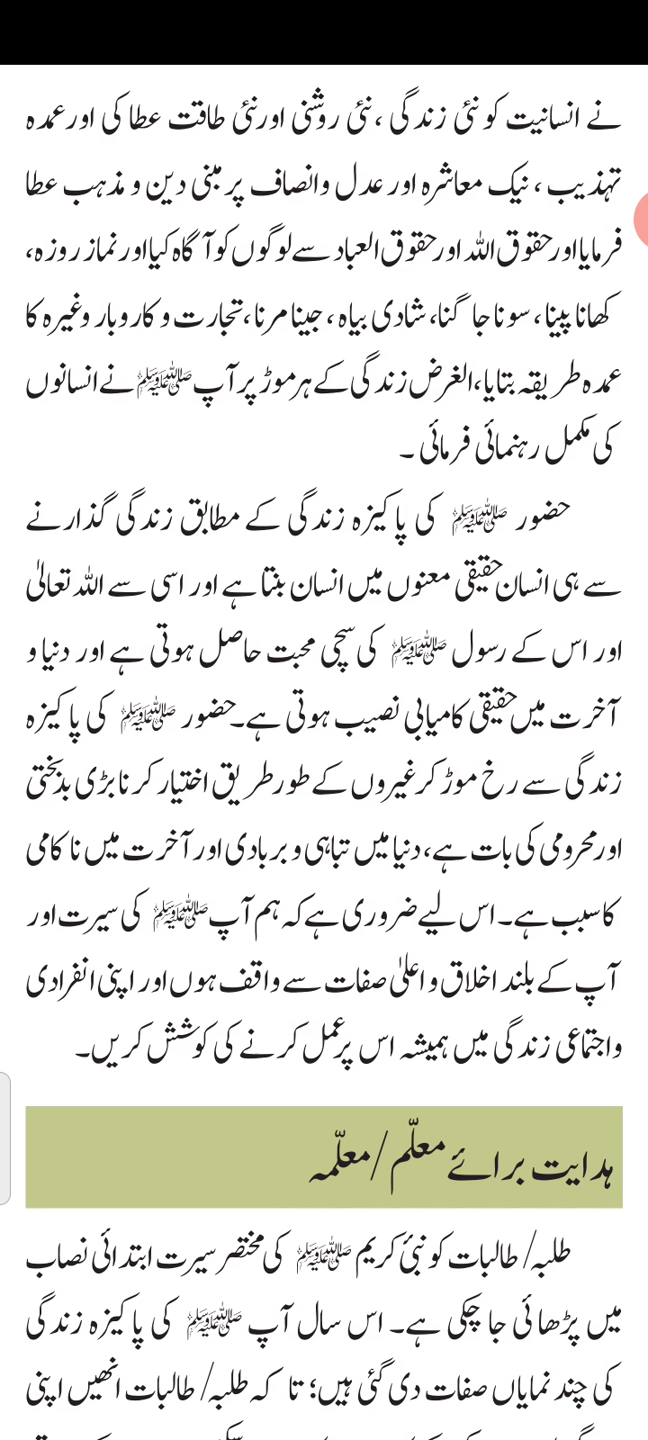 نے انسانیت کو نئی زندگی ، نئی روشنی اور نئی طاقت عطا کی اور عمدہ
تہذیب ، نیک معاشرہ اور عدل وانصاف پر مبنی دین و مذہب عطا
فرمایا اور حقوق اللہ اور حقوق العباد سے لوگوں کو آگاہ کیا اور نماز روزہ،
کھانا پینا، سونا جاگنا، شادی بیاہ ، جینا مرنا، تجارت و کاروبار وغیرہ کا
عمدہ طریقہ بتایا، الغرض زندگی کے ہر موڑ پر آپ ﷺ نے انسانوں
کی مکمل رہنمائی فرمائی ۔
حضور ﷺ کی پاکیزہ زندگی کے مطابق زندگی گذارنے
سے ہی انسان حقیقی معنوں میں انسان بنتا ہے اور اسی سے اللہ تعالیٰ
اور اس کے رسول ﷺ کی سچی محبت حاصل ہوتی ہے اور دنیا و
آخرت میں حقیقی کامیابی نصیب ہوتی ہے۔ حضور ﷺ کی پاکیزہ
زندگی سے رخ موڑ کر غیروں کے طور طریق اختیار کرنا بڑی بدبختی
اور محرومی کی بات ہے، دنیا میں تباہی و بربادی اور آخرت میں ناکامی
کا سبب ہے۔ اس لیے ضروری ہے کہ ہم آپ ﷺ کی سیرت اور
آپ کے بلند اخلاق و اعلیٰ صفات سے واقف ہوں اور اپنی انفرادی
واجتماعی زندگی میں ہمیشہ اس پر عمل کرنے کی کوشش کریں۔
ہدایت برائے معلّم/معلّمہ
طلبہ/ طالبات کو نبیٔ کریم ﷺ کی مختصر سیرت ابتدائی نصاب
میں پڑھائی جا چکی ہے۔ اس سال آپ ﷺ کی پاکیزہ زندگی
کی چند نمایاں صفات دی گئی ہیں؛ تا کہ طلبہ/ طالبات انھیں اپنی